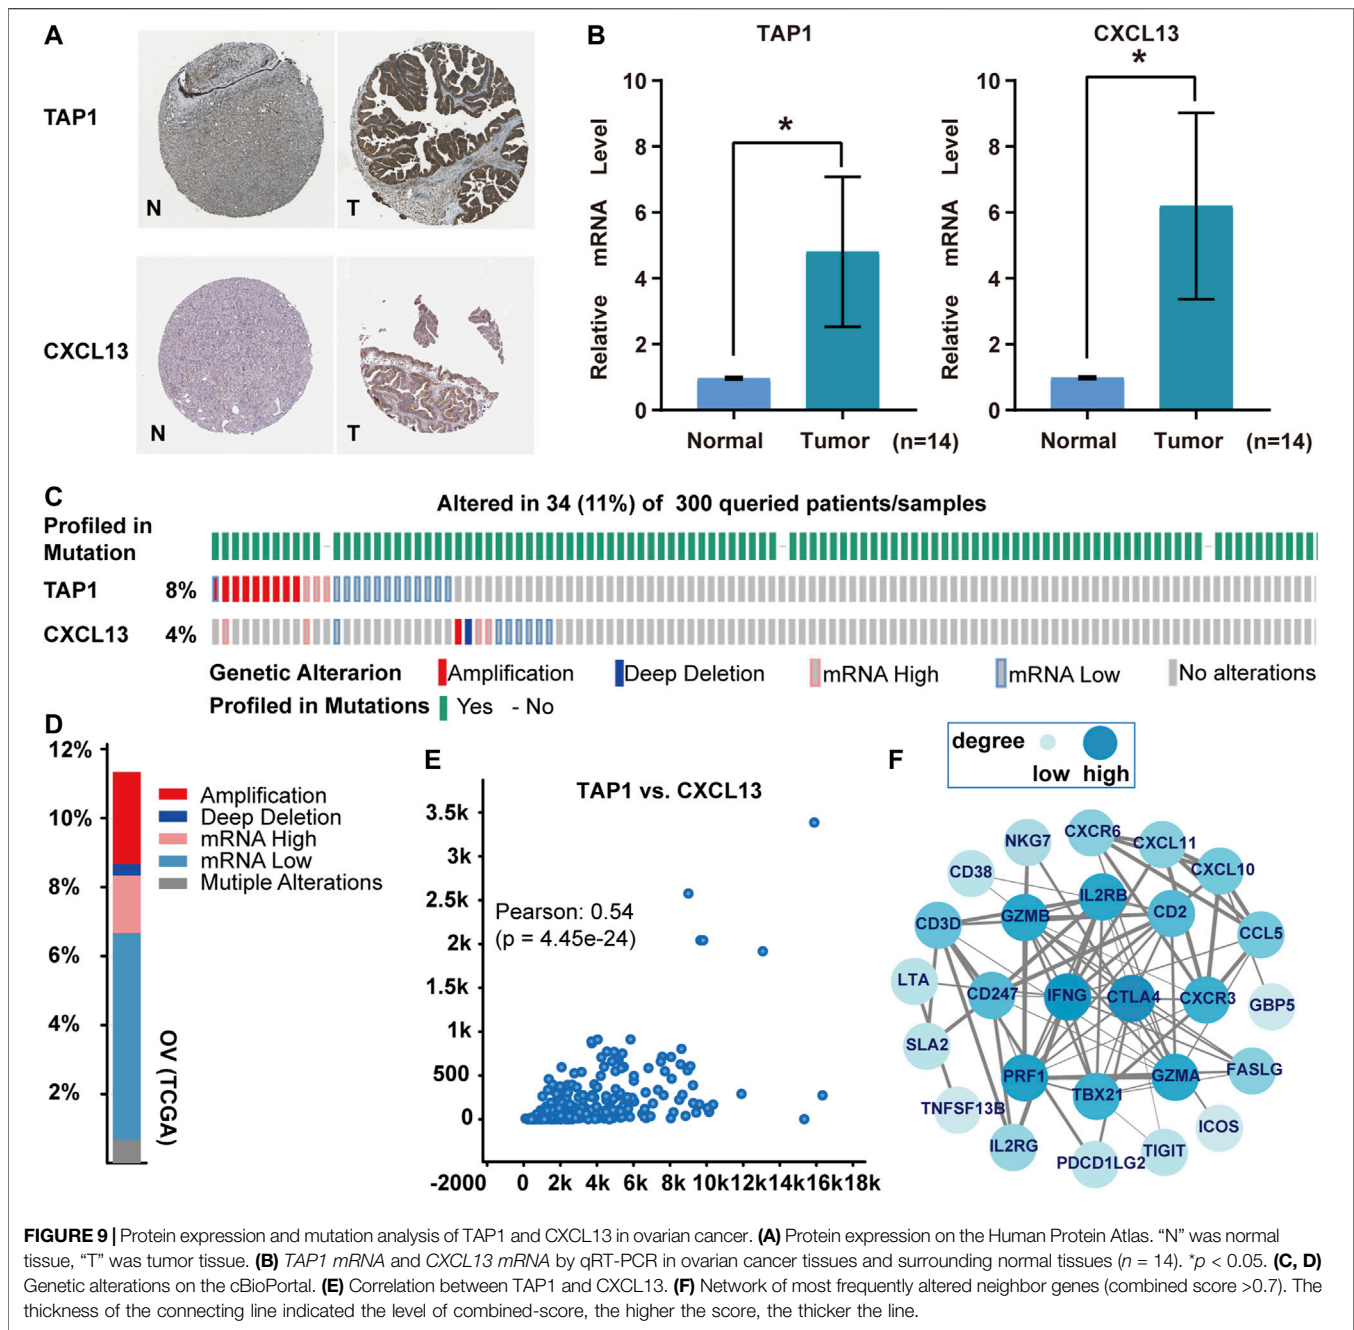 A
TAP1
N
T
CXCL13
N
T
B
TAP1
*
Relative mRNA Level
10
8
6
4
2
0
Normal
Tumor
(n=14)
CXCL13
*
Relative mRNA Level
10
8
6
4
2
0
Normal
Tumor
(n=14)
C
Altered in 34 (11%) of 300 queried patients/samples
Profiled in
Mutation
TAP1 8%
CXCL13 4%
Genetic Alterarion Amplification Deep Deletion mRNA High mRNA Low No alterations
Profiled in Mutations Yes - No
D
12%
10%
8%
6%
4%
2%
OV (TCGA)
Amplification
Deep Deletion
mRNA High
mRNA Low
Mutiple Alterations
E
TAP1 vs. CXCL13
Pearson: 0.54
(p = 4.45e-24)
3.5k
3k
2.5k
2k
1.5k
1k
500
0
-2000 0 2k 4k 6k 8k 10k 12k 14k 16k 18k
F
degree
low high
CXCR6
CXCL11
NKG7
CXCL10
CD38
IL2RB
GZMB
CD2
CD3D
CCL5
LTA
CD247
IFNG
CTLA4
CXCR3
GBP5
SLA2
FASLG
PRF1
GZMA
TBX21
TNFSF13B
ICOS
IL2RG
TIGIT
PDCD1LG2
FIGURE 9 | Protein expression and mutation analysis of TAP1 and CXCL13 in ovarian cancer. (A) Protein expression on the Human Protein Atlas. “N” was normal
tissue, “T” was tumor tissue. (B) TAP1 mRNA and CXCL13 mRNA by qRT-PCR in ovarian cancer tissues and surrounding normal tissues (n = 14). *p < 0.05. (C, D)
Genetic alterations on the cBioPortal. (E) Correlation between TAP1 and CXCL13. (F) Network of most frequently altered neighbor genes (combined score >0.7). The
thickness of the connecting line indicated the level of combined-score, the higher the score, the thicker the line.